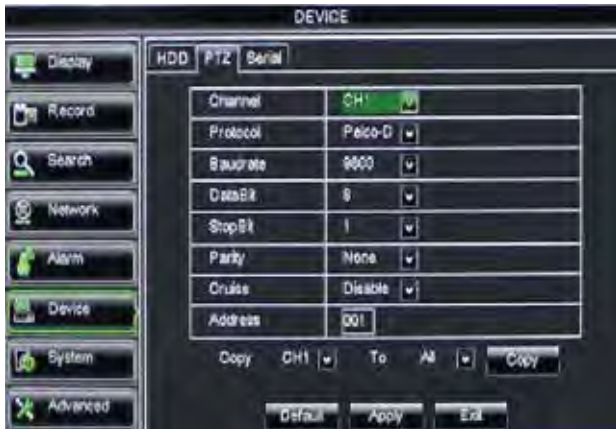 DEVICE
Display
Record
Search
Network
Alarm
Device
System
Advanced
HDD PTZ Serial
Channel CH1
Protocol Pelco-D
Baudrate 9600
DataBit 8
StopBit 1
Parity None
Cruise Disable
Address 001
Copy CH1 To All Copy
Default Apply Exit